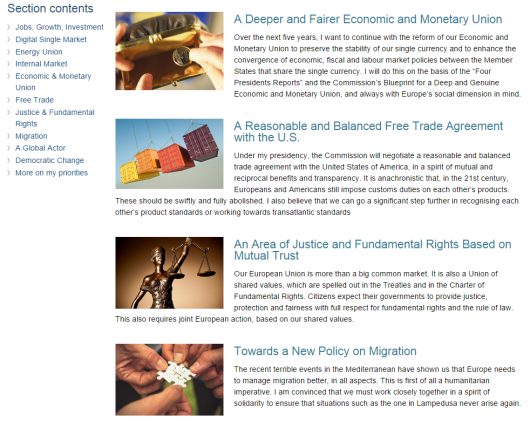 Section contents
Jobs, Growth, Investment
Digital Single Market
Energy Union
Internal Market
Economic & Monetary
Union
Free Trade
Justice & Fundamental
Rights
Migration
A Global Actor
Democratic Change
More on my priorities
A Deeper and Fairer Economic and Monetary Union
Over the next five years, I want to continue with the reform of our Economic and
Monetary Union to preserve the stability of our single currency and to enhance the
convergence of economic, fiscal and labour market policies between the Member
States that share the single currency. I will do this on the basis of the "Four
Presidents Reports" and the Commission's Blueprint for a Deep and Genuine
Economic and Monetary Union, and always with Europe's social dimension in mind.
A Reasonable and Balanced Free Trade Agreement
with the U.S.
Under my presidency, the Commission will negotiate a reasonable and balanced
trade agreement with the United States of America, in a spirit of mutual and
reciprocal benefits and transparency. It is anachronistic that, in the 21st century,
Europeans and Americans still impose customs duties on each other's products.
These should be swiftly and fully abolished. I also believe that we can go a significant step further in recognising each
other's product standards or working towards transatlantic standards
An Area of Justice and Fundamental Rights Based on
Mutual Trust
Our European Union is more than a big common market. It is also a Union of
shared values, which are spelled out in the Treaties and in the Charter of
Fundamental Rights. Citizens expect their governments to provide justice,
protection and fairness with full respect for fundamental rights and the rule of law.
This also requires joint European action, based on our shared values.
Towards a New Policy on Migration
The recent terrible events in the Mediterranean have shown us that Europe needs
to manage migration better, in all aspects. This is first of all a humanitarian
imperative. I am convinced that we must work closely together in a spirit of
solidarity to ensure that situations such as the one in Lampedusa never arise again.